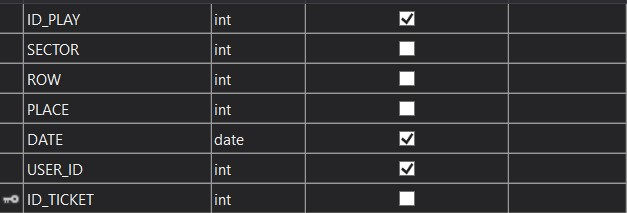 ID_PLAY int
SECTOR int
ROW int
PLACE int
DATE date
USER_ID int
ID_TICKET int